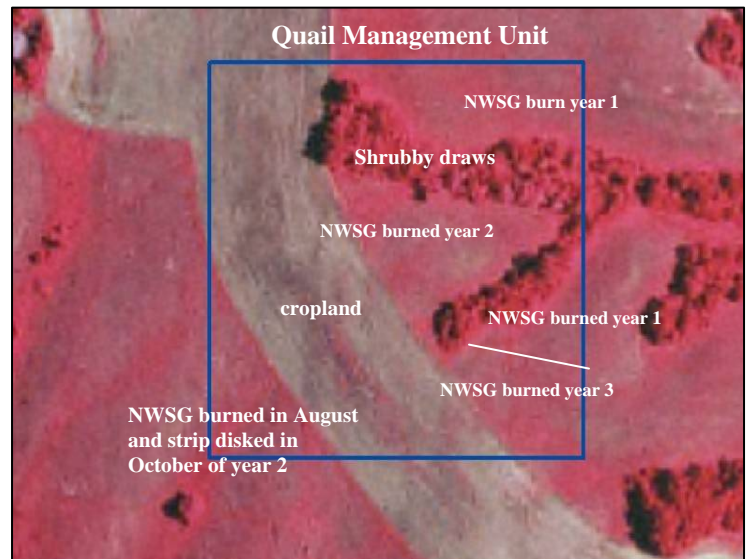 Quail Management Unit
NWSG burn year 1
Shrubby draws
NWSG burned year 2
cropland
NWSG burned year 1
NWSG burned year 3
NWSG burned in August
and strip disked in
October of year 2